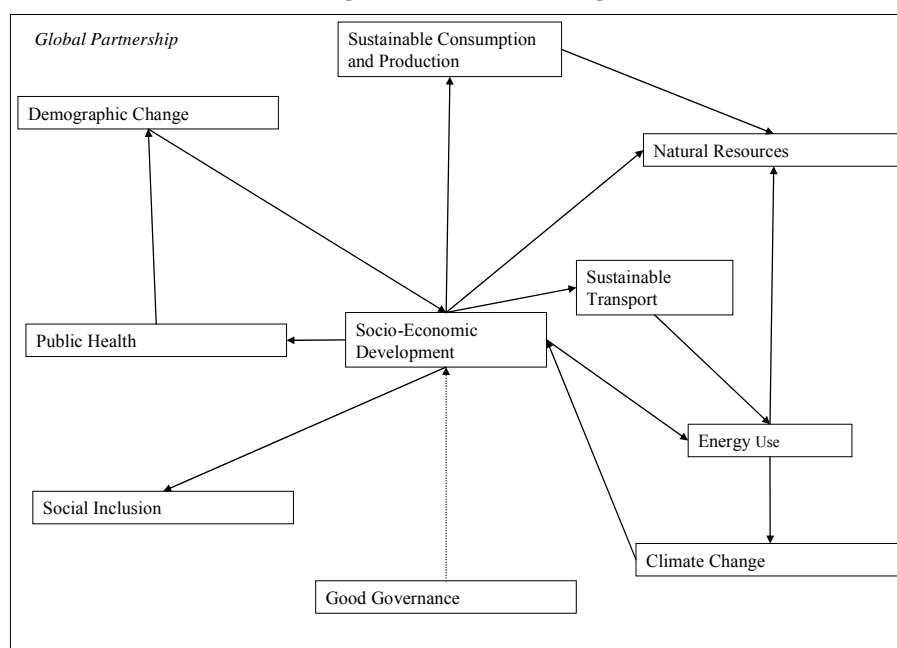 Global Partnership
Sustainable Consumption
and Production
Demographic Change
Natural Resources
Sustainable
Transport
Socio-Economic
Development
Public Health
Energy Use
Social Inclusion
Climate Change
Good Governance